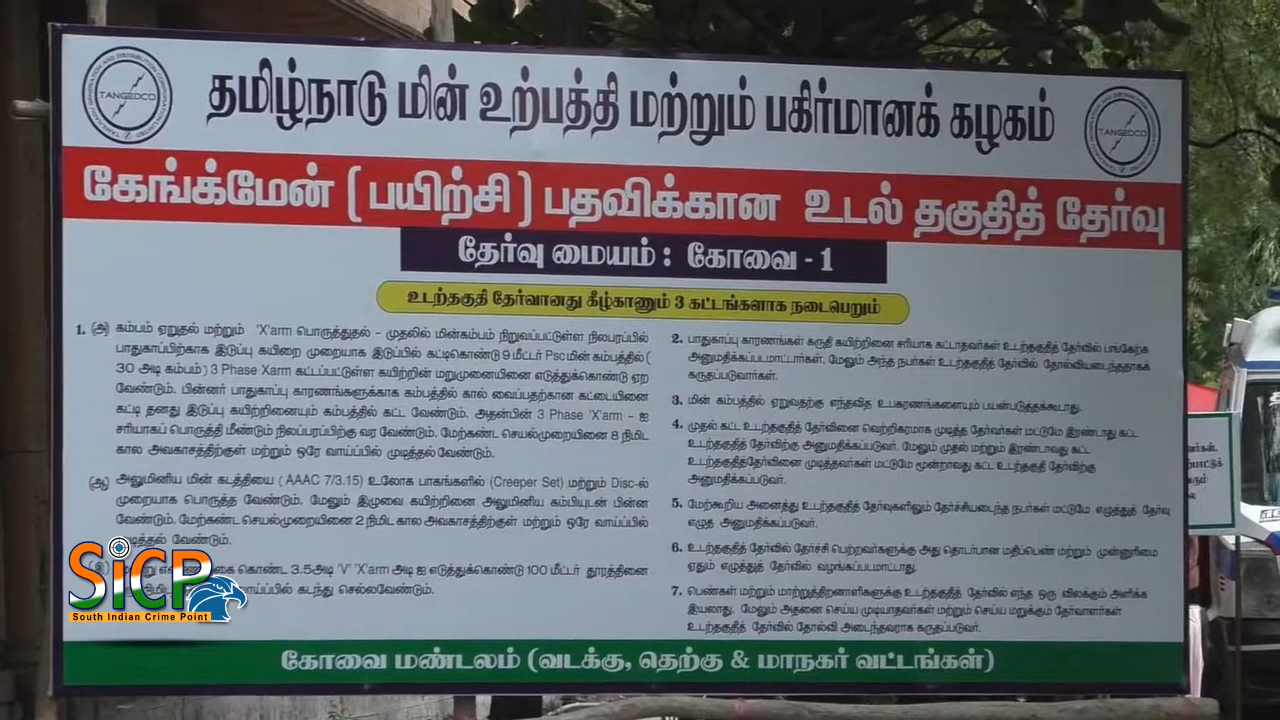 தமிழ்நாடு மின் உற்பத்தி மற்றும் பகிர்மானக் கழகம்
TANGEDCO
TANGEDCO
கேங்க்மேன் ( பயிற்சி ) பதவிக்கான உடல் தகுதித் தேர்வு
தேர்வு மையம் : கோவை - 1
உடற்தகுதி தேர்வானது கீழ்காணும் 3 கட்டங்களாக நடைபெறும்
1. (அ) கம்பம் ஏறுதல் மற்றும் 'X'arm பொருத்துதல் – முதலில் மின்கம்பம் நிறுவப்பட்டுள்ள நிலபரப்பில்
பாதுகாப்பிற்காக இடுப்பு கயிறை முறையாக இடுப்பில் கட்டிகொண்டு 9 மீட்டர் Psc மின் கம்பத்தில் (
30 அடி கம்பம் ) 3 Phase Xarm கட்டப்பட்டுள்ள கயிற்றின் மறுமுனையினை எடுத்துக்கொண்டு ஏற
வேண்டும். பின்னர் பாதுகாப்பு காரணங்களுக்காக கம்பத்தில் கால் வைப்பதற்கான கட்டையினை
கட்டி தனது இடுப்பு கயிற்றினையும் கம்பத்தில் கட்ட வேண்டும். அதன்பின் 3 Phase 'X'arm – ஐ
சரியாகப் பொருத்தி மீண்டும் நிலப்பரப்பிற்கு வர வேண்டும். மேற்கண்ட செயல்முறையினை 8 நிமிட
கால அவகாசத்திற்குள் மற்றும் ஒரே வாய்ப்பில் முடித்தல் வேண்டும்.
(ஆ) அலுமினிய மின் கடத்தியை ( AAAC 7/3.15) உலோக பாகங்களில் (Creeper Set) மற்றும் Disc-ல்
முறையாக பொருத்த வேண்டும். மேலும் இழுவை கயிற்றினை அலுமினிய கம்பியுடன் பின்ன
வேண்டும். மேற்கண்ட செயல்முறையினை 2 நிமிட கால அவகாசத்திற்குள் மற்றும் ஒரே வாய்ப்பில்
வேண்டும்.
கொண்ட 3.5அடி 'V' 'X'arm அடி ஐ எடுத்துக்கொண்டு 100 மீட்டர் தூரத்தினை
வாய்ப்பில் கடந்து செல்லவேண்டும்.
2. பாதுகாப்பு காரணங்கள் கருதி கயிற்றினை சரியாக கட்டாதவர்கள் உடற்தகுதித் தேர்வில் பங்கேற்க
அனுமதிக்கப்படமாட்டார்கள், மேலும் அந்த நபர்கள் உடற்தகுதித் தேர்வில் தோல்வியடைந்ததாகக்
கருதப்படுவார்கள்.
3. மின் கம்பத்தில் ஏறுவதற்கு எந்தவித உபகரணங்களையும் பயன்படுத்தக்கூடாது.
4. முதல் கட்ட உடற்தகுதித் தேர்வினை வெற்றிகரமாக முடித்த தேர்வர்கள் மட்டுமே இரண்டாது கட்ட
உடற்தகுதித் தேர்விற்கு அனுமதிக்கப்படுவர். மேலும் முதல் மற்றும் இரண்டாவது கட்ட
உடற்தகுதித்தேர்வினை முடித்தவர்கள் மட்டுமே மூன்றாவது கட்ட உடற்தகுதி தேர்விற்கு
அனுமதிக்கப்படுவர்.
5. மேற்கூறிய அனைத்து உடற்தகுதித் தேர்வுகளிலும் தேர்ச்சியடைந்த நபர்கள் மட்டுமே எழுத்துத் தேர்வு
எழுத அனுமதிக்கப்படுவர்.
6. உடற்தகுதித் தேர்வில் தேர்ச்சி பெற்றவர்களுக்கு அது தொடர்பான மதிப்பெண் மற்றும் முன்னுரிமை
ஏதும் எழுத்துத் தேர்வில் வழங்கப்படமாட்டாது.
7. பெண்கள் மற்றும் மாற்றுத்திறனாளிகளுக்கு உடற்தகுதித் தேர்வில் எந்த ஒரு விலக்கும் அளிக்க
இயலாது. மேலும் அதனை செய்ய முடியாதவர்கள் மற்றும் செய்ய மறுக்கும் தேர்வாளர்கள்
உடற்தகுதித் தேர்வில் தோல்வி அடைந்தவராக கருதப்படுவர்.
கோவை மண்டலம் (வடக்கு, தெற்கு & மாநகர் வட்டங்கள்)
SiCP
South Indian Crime Point